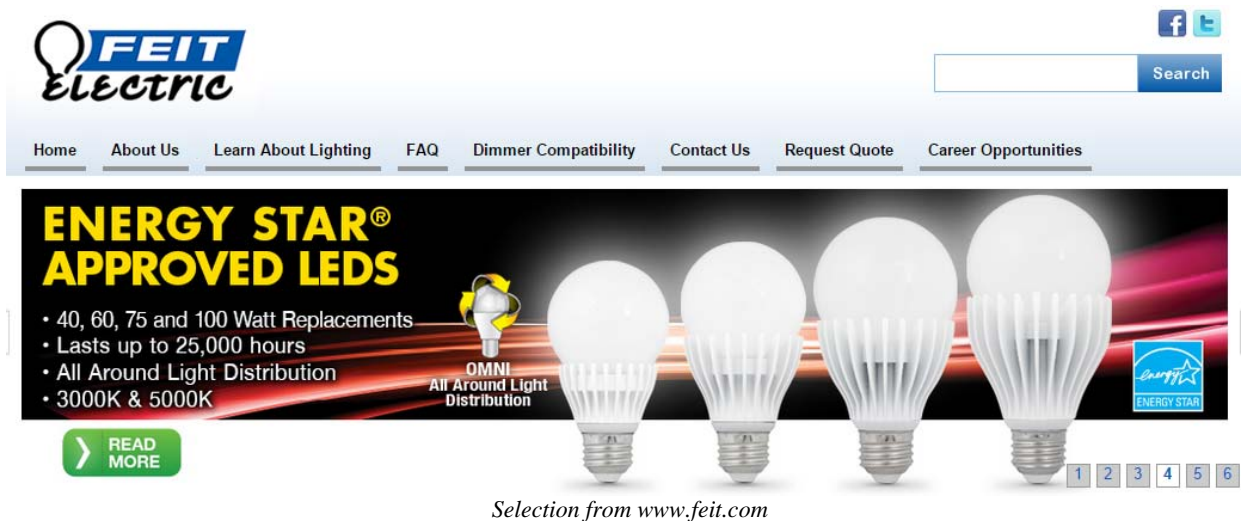 FEIT
Electric
f t
Search
Home About Us Learn About Lighting FAQ Dimmer Compatibility Contact Us Request Quote Career Opportunities
ENERGY STAR®
APPROVED LEDS
• 40, 60, 75 and 100 Watt Replacements
• Lasts up to 25,000 hours
• All Around Light Distribution
• 3000K & 5000K
OMNI
All Around Light
Distribution
energy
ENERGY STAR
READ
MORE
1 2 3 4 5 6
Selection from www.feit.com